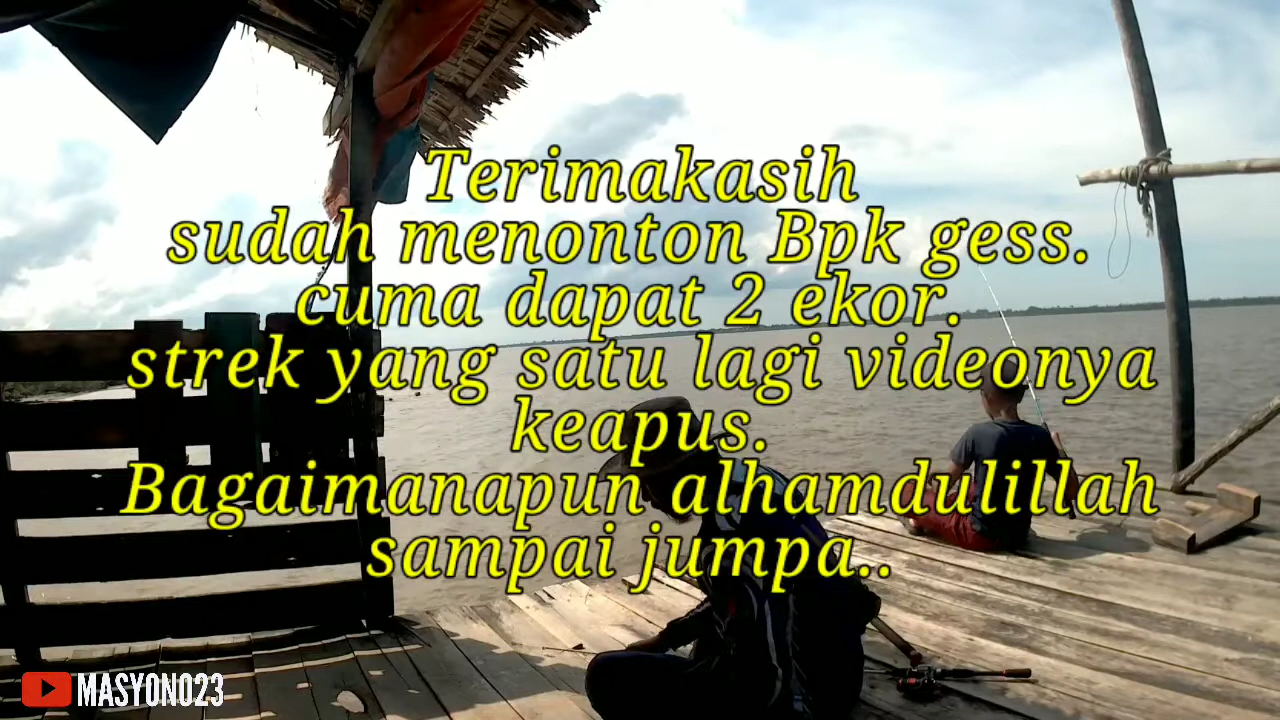 Terimakasih
sudah menonton Bpk gess.
cuma dapat 2 ekor.
strek yang satu lagi videonya
keapus.
Bagaimanapun alhamdulillah
sampai jumpa..
MASYONO23